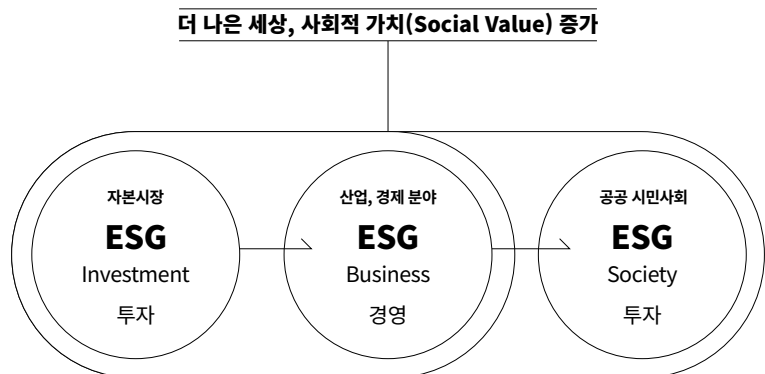 더 나은 세상, 사회적 가치(Social Value) 증가
자본시장
ESG
Investment
투자
산업, 경제 분야
ESG
Business
경영
공공 시민사회
ESG
Society
투자